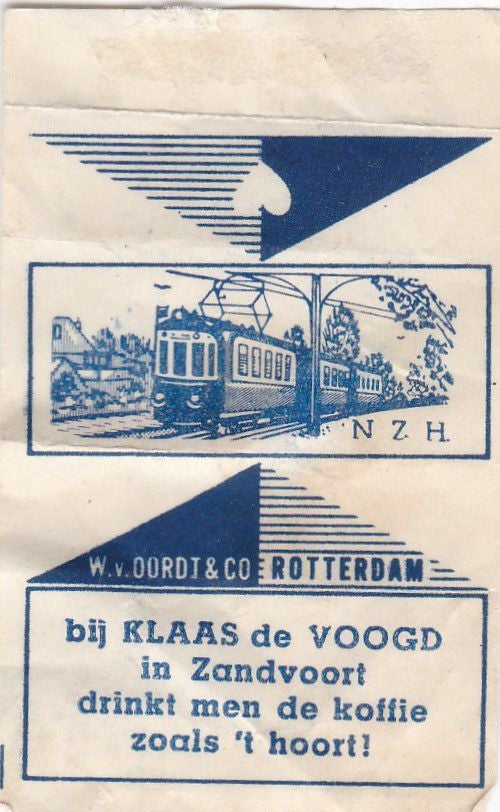 N. Z. H.
W.v.OORDT & CO ROTTERDAM
bij KLAAS de VOOGD
in Zandvoort
drinkt men de koffie
zoals 't hoort!